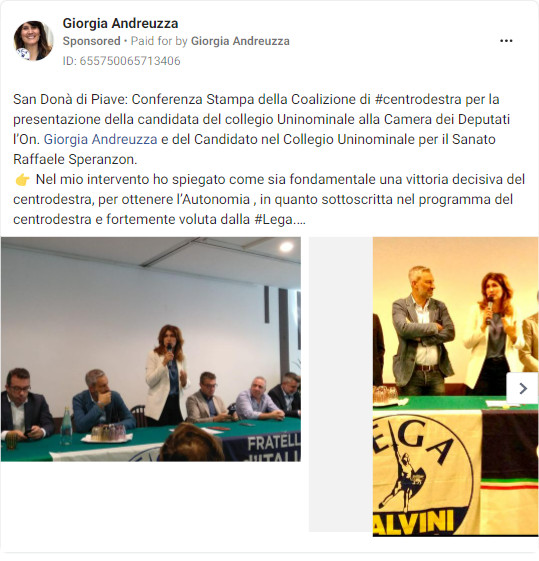 Giorgia Andreuzza
Sponsored • Paid for by Giorgia Andreuzza
ID: 655750065713406
San Donà di Piave: Conferenza Stampa della Coalizione di #centrodestra per la
presentazione della candidata del collegio Uninominale alla Camera dei Deputati
l’On. Giorgia Andreuzza e del Candidato nel Collegio Uninominale per il Sanato
Raffaele Speranzon.
👉 Nel mio intervento ho spiegato come sia fondamentale una vittoria decisiva del
centrodestra, per ottenere l’Autonomia , in quanto sottoscritta nel programma del
centrodestra e fortemente voluta dalla #Lega....
FRATELL
d'ITALI
EGA
ALVINI